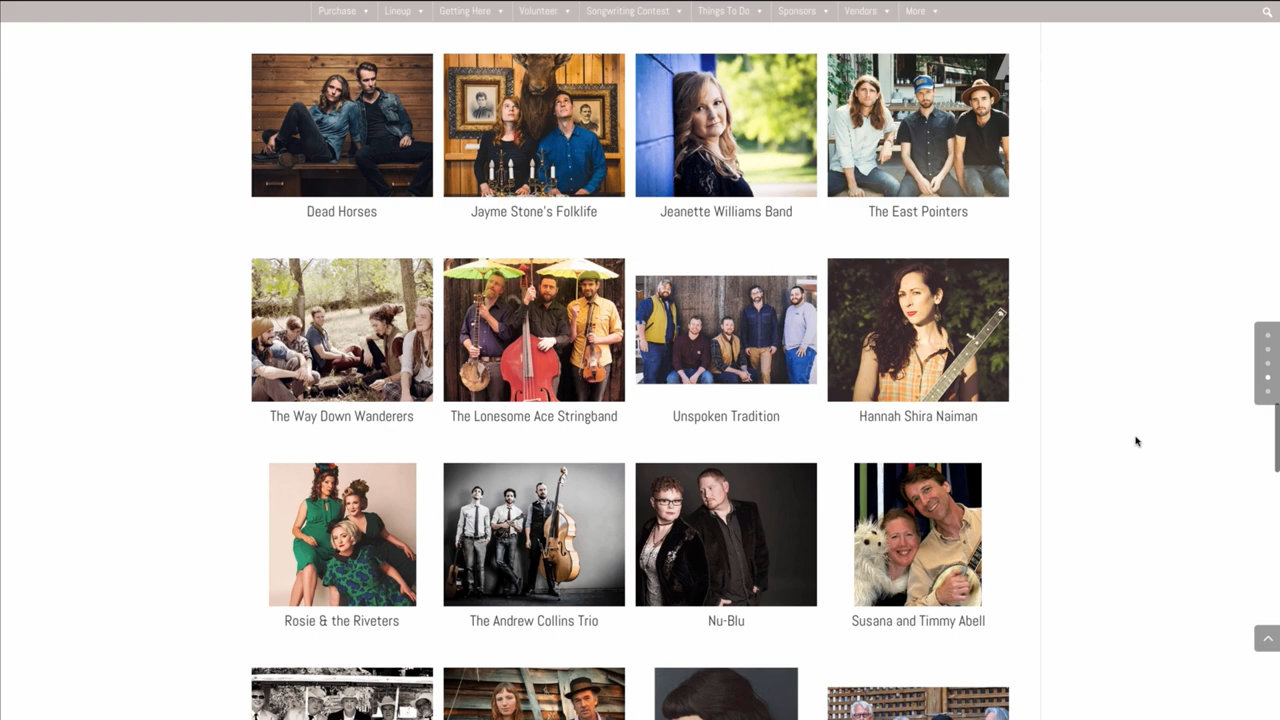 Purchase Lineup Getting Here Volunteer Songwriting Contest Things To Do Sponsors Vendors More
Dead Horses Jayme Stone's Folklife Jeanette Williams Band The East Pointers
The Way Down Wanderers The Lonesome Ace Stringband Unspoken Tradition Hannah Shira Naiman
Rosie & the Riveters The Andrew Collins Trio Nu-Blu Susana and Timmy Abell